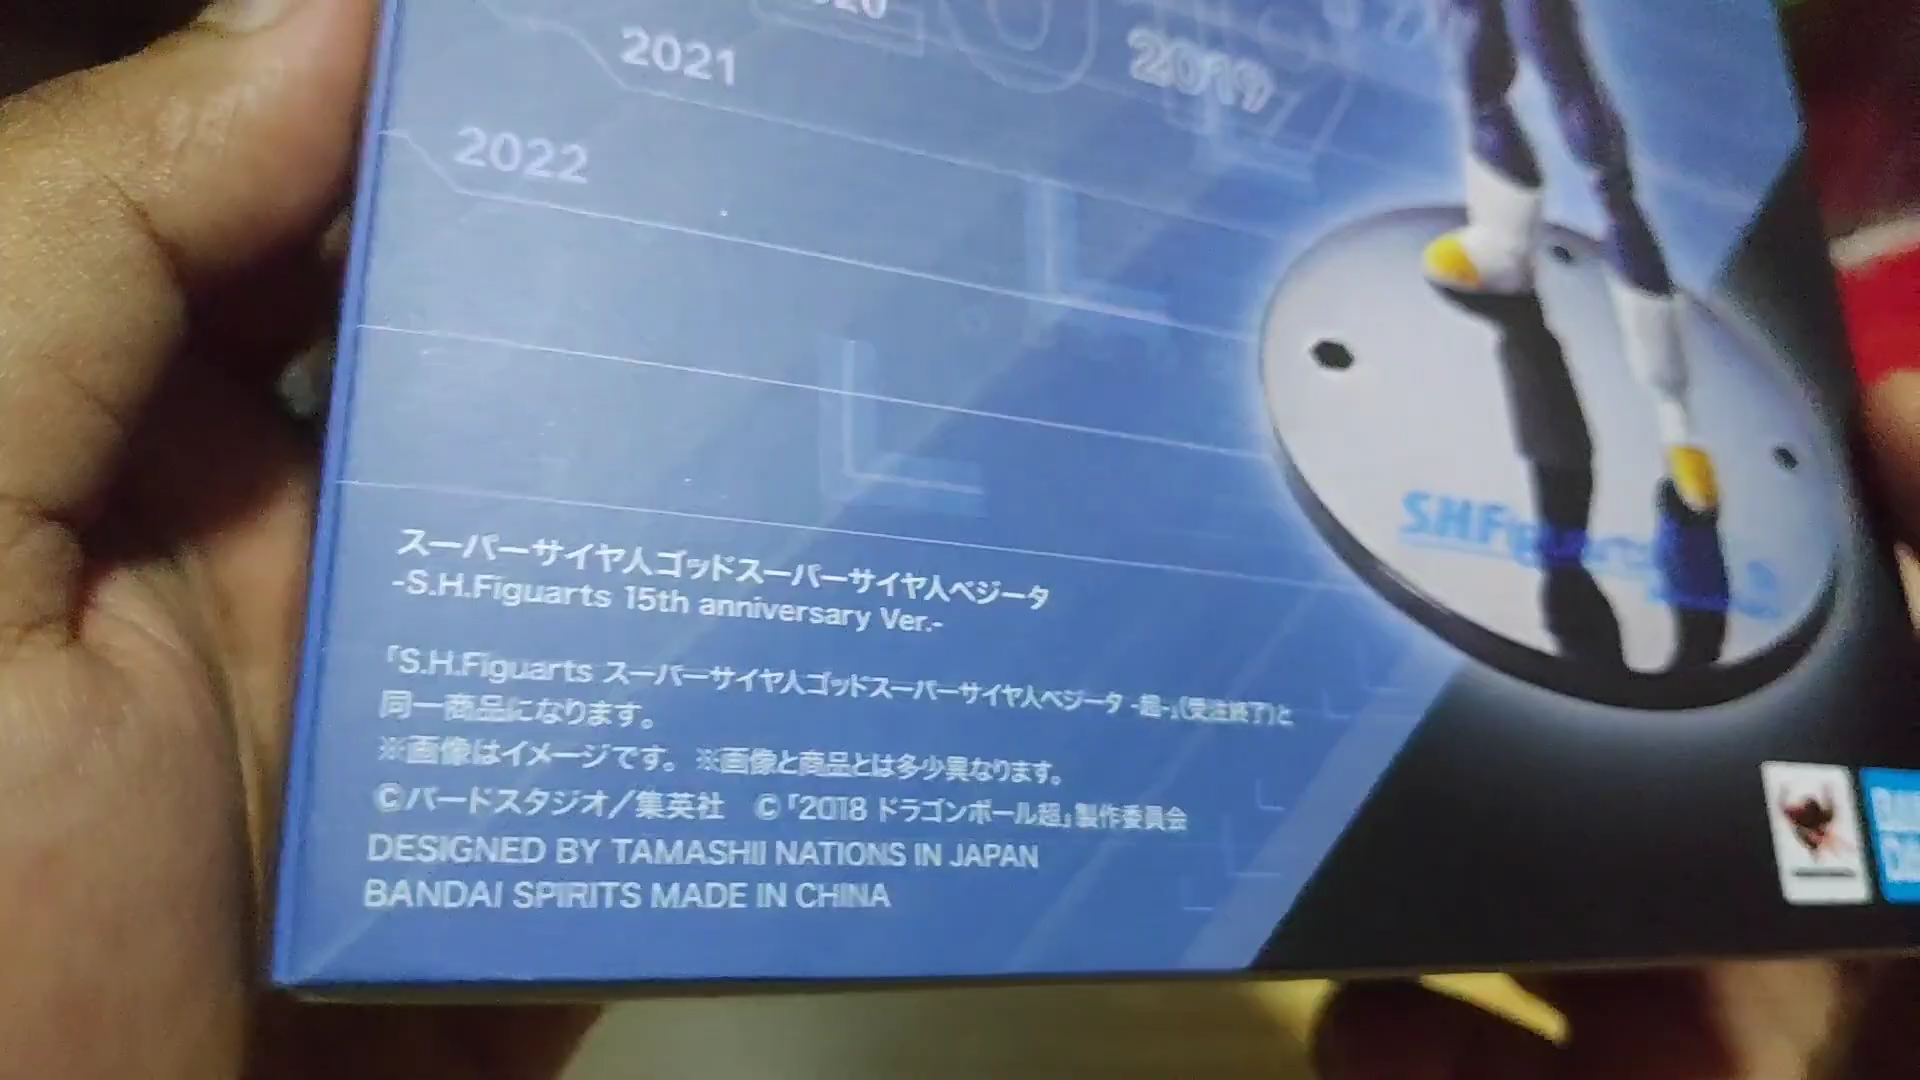 2021
2019
2022
スーパーサイヤ人ゴッドスーパーサイヤ人ベジータ
-S.H.Figuarts 15th anniversary Ver.-
「S.H.Figuarts スーパーサイヤ人ゴッドスーパーサイヤ人ベジータ -超-」(受注終了)と
同一商品になります。
※画像はイメージです。 ※画像と商品とは多少異なります。
©バードスタジオ/集英社 ©「2018 ドラゴンボール超」製作委員会
DESIGNED BY TAMASHII NATIONS IN JAPAN
BANDAI SPIRITS MADE IN CHINA
S.H.Figuarts